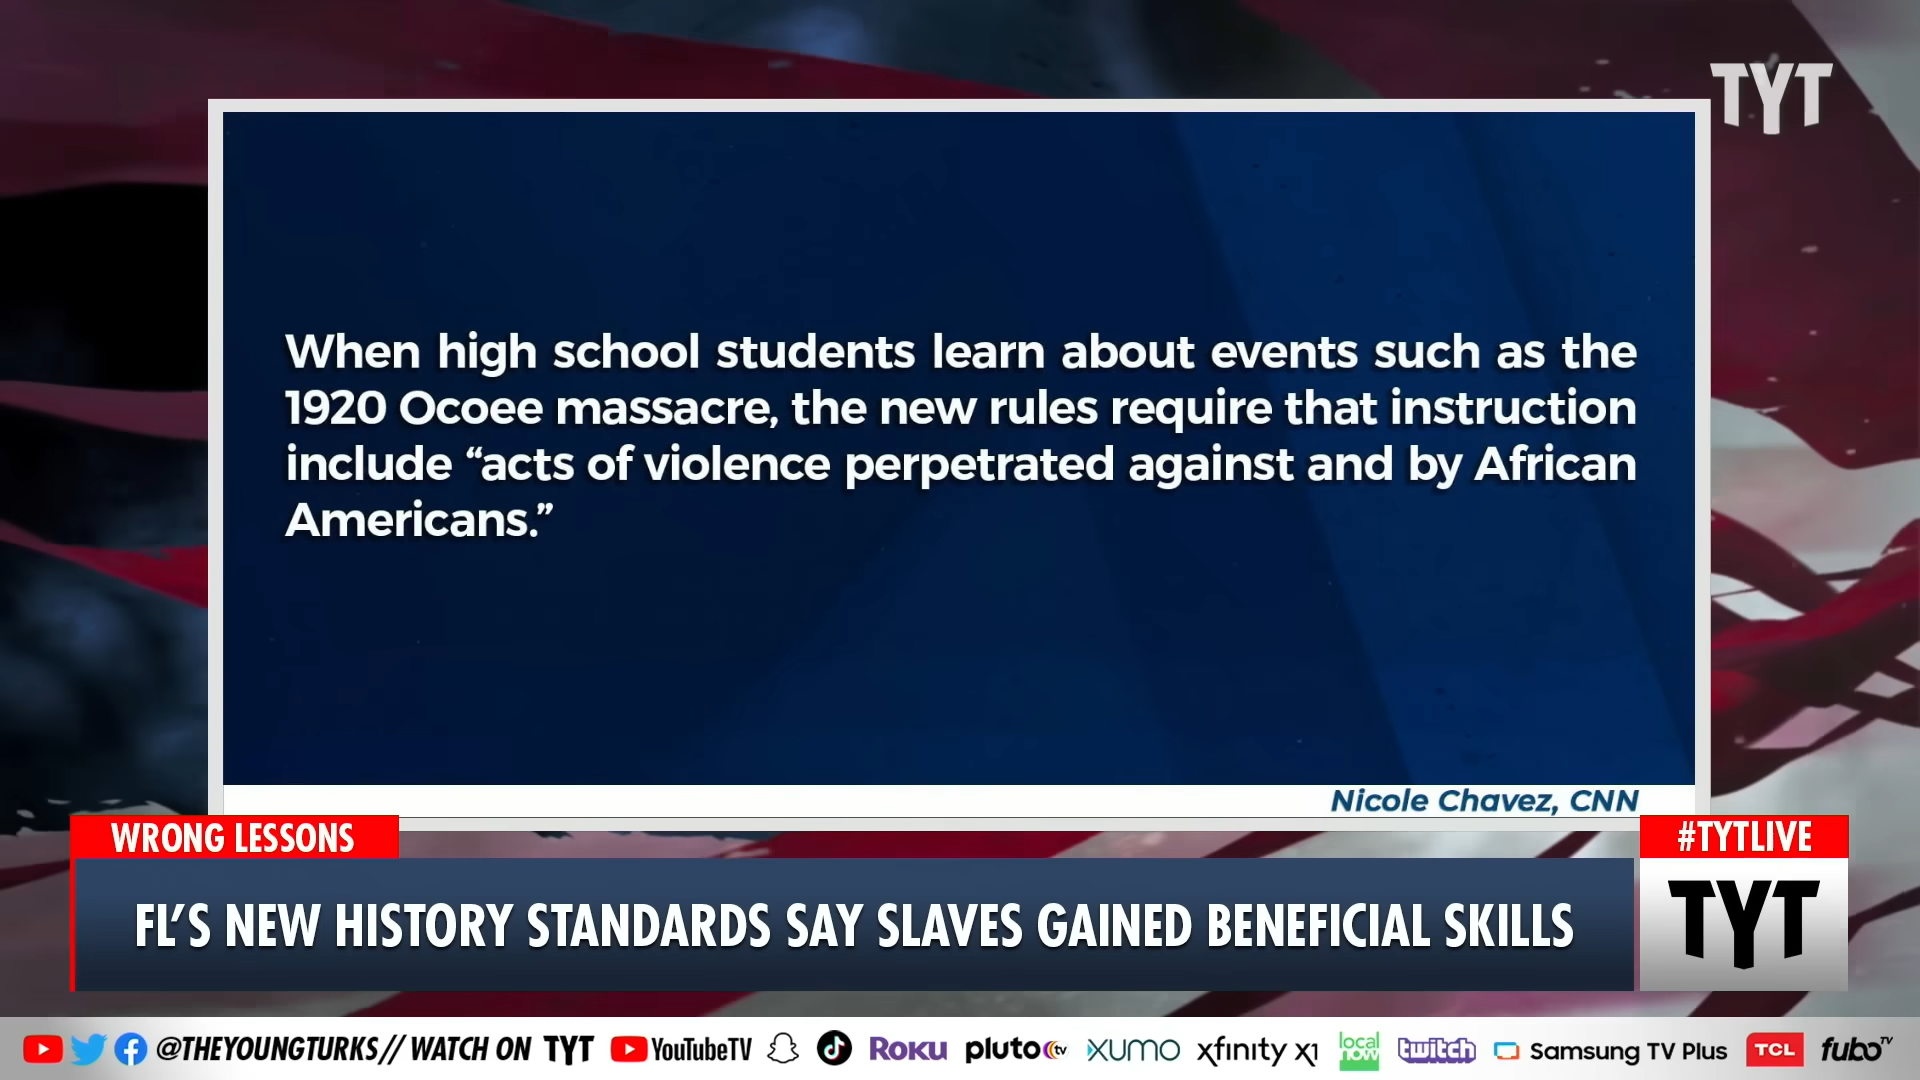 TYT
When high school students learn about events such as the
1920 Ocoee massacre, the new rules require that instruction
include “acts of violence perpetrated against and by African
Americans.”
Nicole Chavez, CNN
WRONG LESSONS
FL’S NEW HISTORY STANDARDS SAY SLAVES GAINED BENEFICIAL SKILLS
#TYTLIVE
TYT
@THEYOUNGTURKS// WATCH ON TYT YouTubeTV ROKU pluto tv XUMO xfinity x1 local now twitch Samsung TV Plus TCL fuboTV